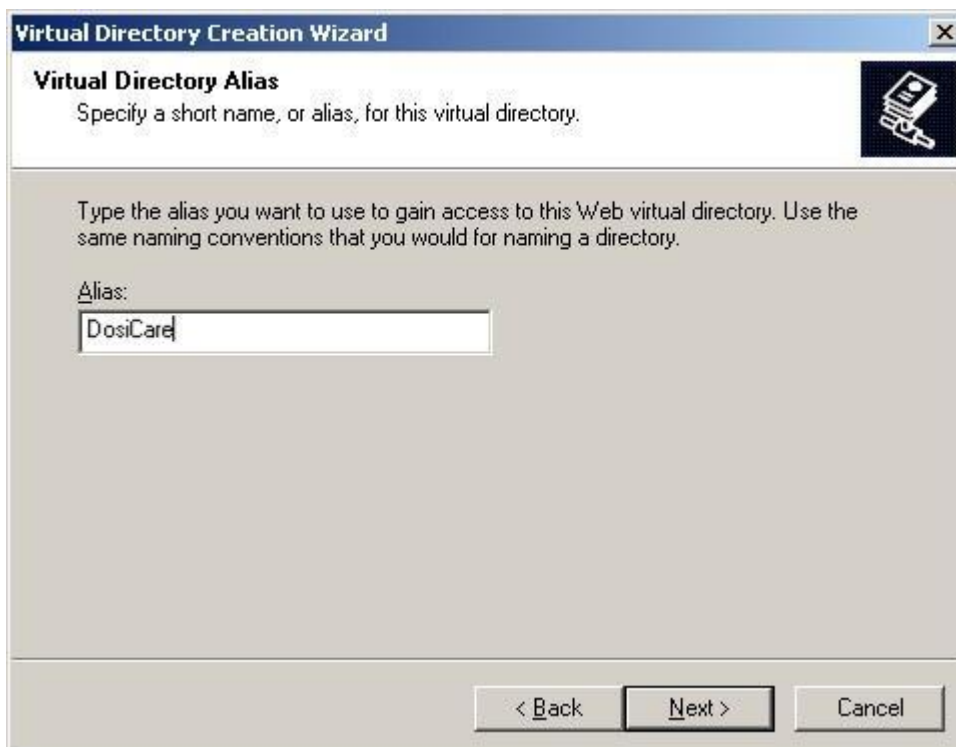 Virtual Directory Creation Wizard
Virtual Directory Alias
Specify a short name, or alias, for this virtual directory.
Type the alias you want to use to gain access to this Web virtual directory. Use the
same naming conventions that you would for naming a directory.
Alias:
DosiCare
< Back Next > Cancel